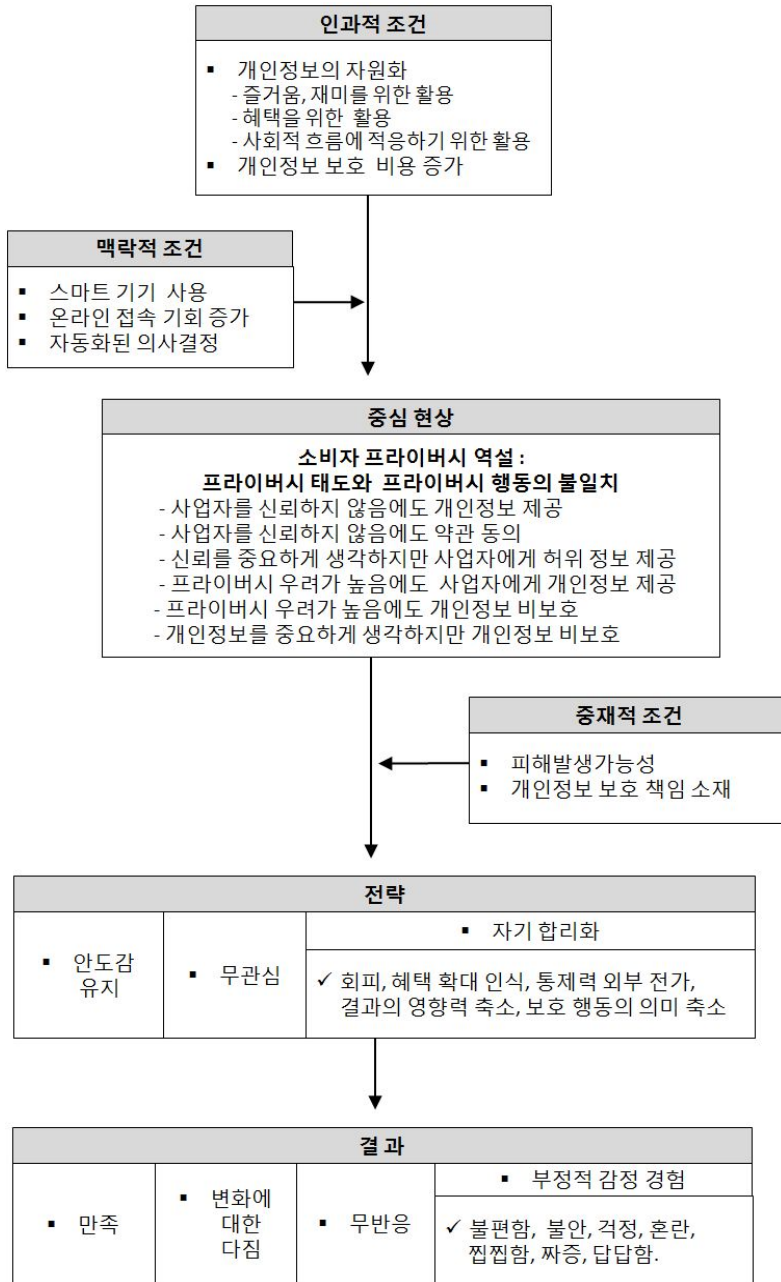 인과적 조건
▪ 개인정보의 자원화
- 즐거움, 재미를 위한 활용
- 혜택을 위한 활용
- 사회적 흐름에 적응하기 위한 활용
▪ 개인정보 보호 비용 증가
맥락적 조건
▪ 스마트 기기 사용
▪ 온라인 접속 기회 증가
▪ 자동화된 의사결정
중심 현상
소비자 프라이버시 역설 :
프라이버시 태도와 프라이버시 행동의 불일치
- 사업자를 신뢰하지 않음에도 개인정보 제공
- 사업자를 신뢰하지 않음에도 약관 동의
- 신뢰를 중요하게 생각하지만 사업자에게 허위 정보 제공
- 프라이버시 우려가 높음에도 사업자에게 개인정보 제공
- 프라이버시 우려가 높음에도 개인정보 비보호
- 개인정보를 중요하게 생각하지만 개인정보 비보호
중재적 조건
▪ 피해발생가능성
▪ 개인정보 보호 책임 소재
전략
▪ 안도감
유지
▪ 무관심
▪ 자기 합리화
✓ 회피, 혜택 확대 인식, 통제력 외부 전가,
결과의 영향력 축소, 보호 행동의 의미 축소
결 과
▪ 만족
▪ 변화에
대한
다짐
▪ 무반응
▪ 부정적 감정 경험
✓ 불편함, 불안, 걱정, 혼란,
찝찝함, 짜증, 답답함.